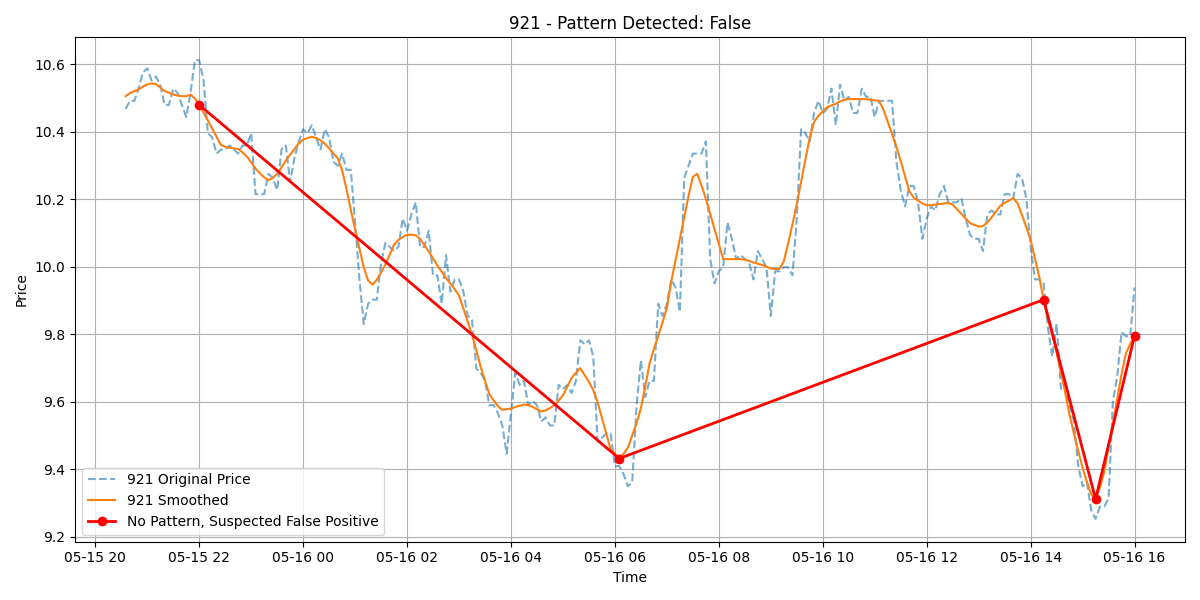 921 - Pattern Detected: False
10.6
10.4
10.2
10.0
9.8
9.6
9.4
9.2
Price
921 Original Price
921 Smoothed
No Pattern, Suspected False Positive
05-15 20 05-15 22 05-16 00 05-16 02 05-16 04 05-16 06 05-16 08 05-16 10 05-16 12 05-16 14 05-16 16
Time